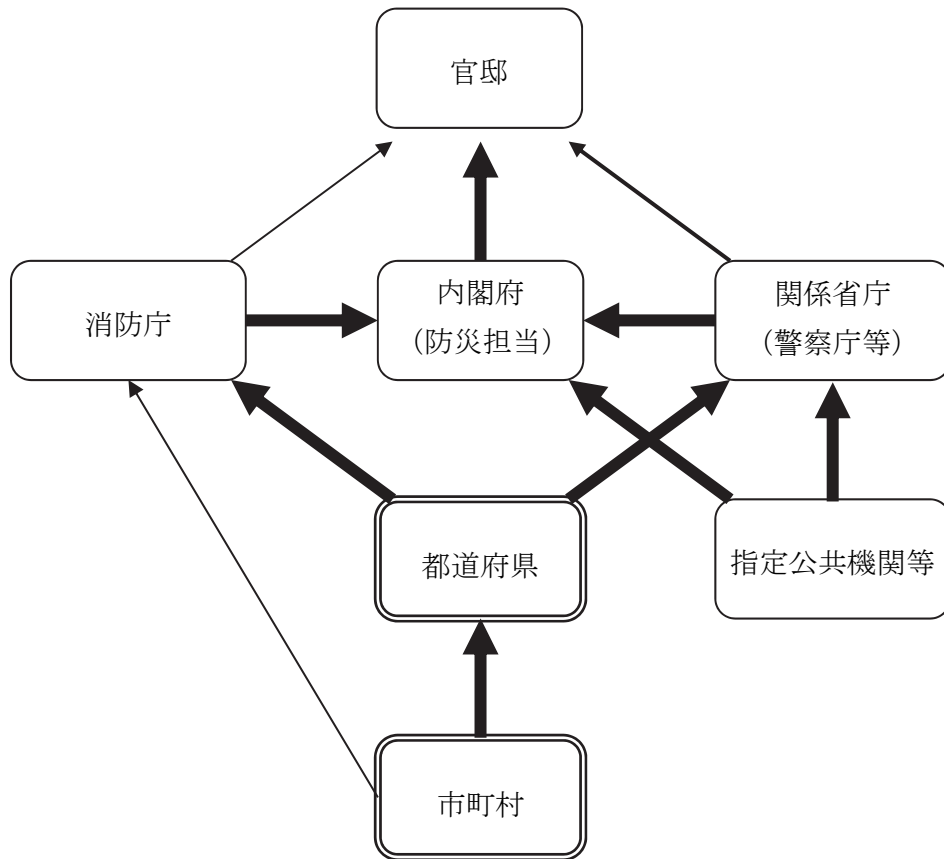 官邸
消防庁
内閣府
（防災担当）
関係省庁
（警察庁等）
都道府県
指定公共機関等
市町村